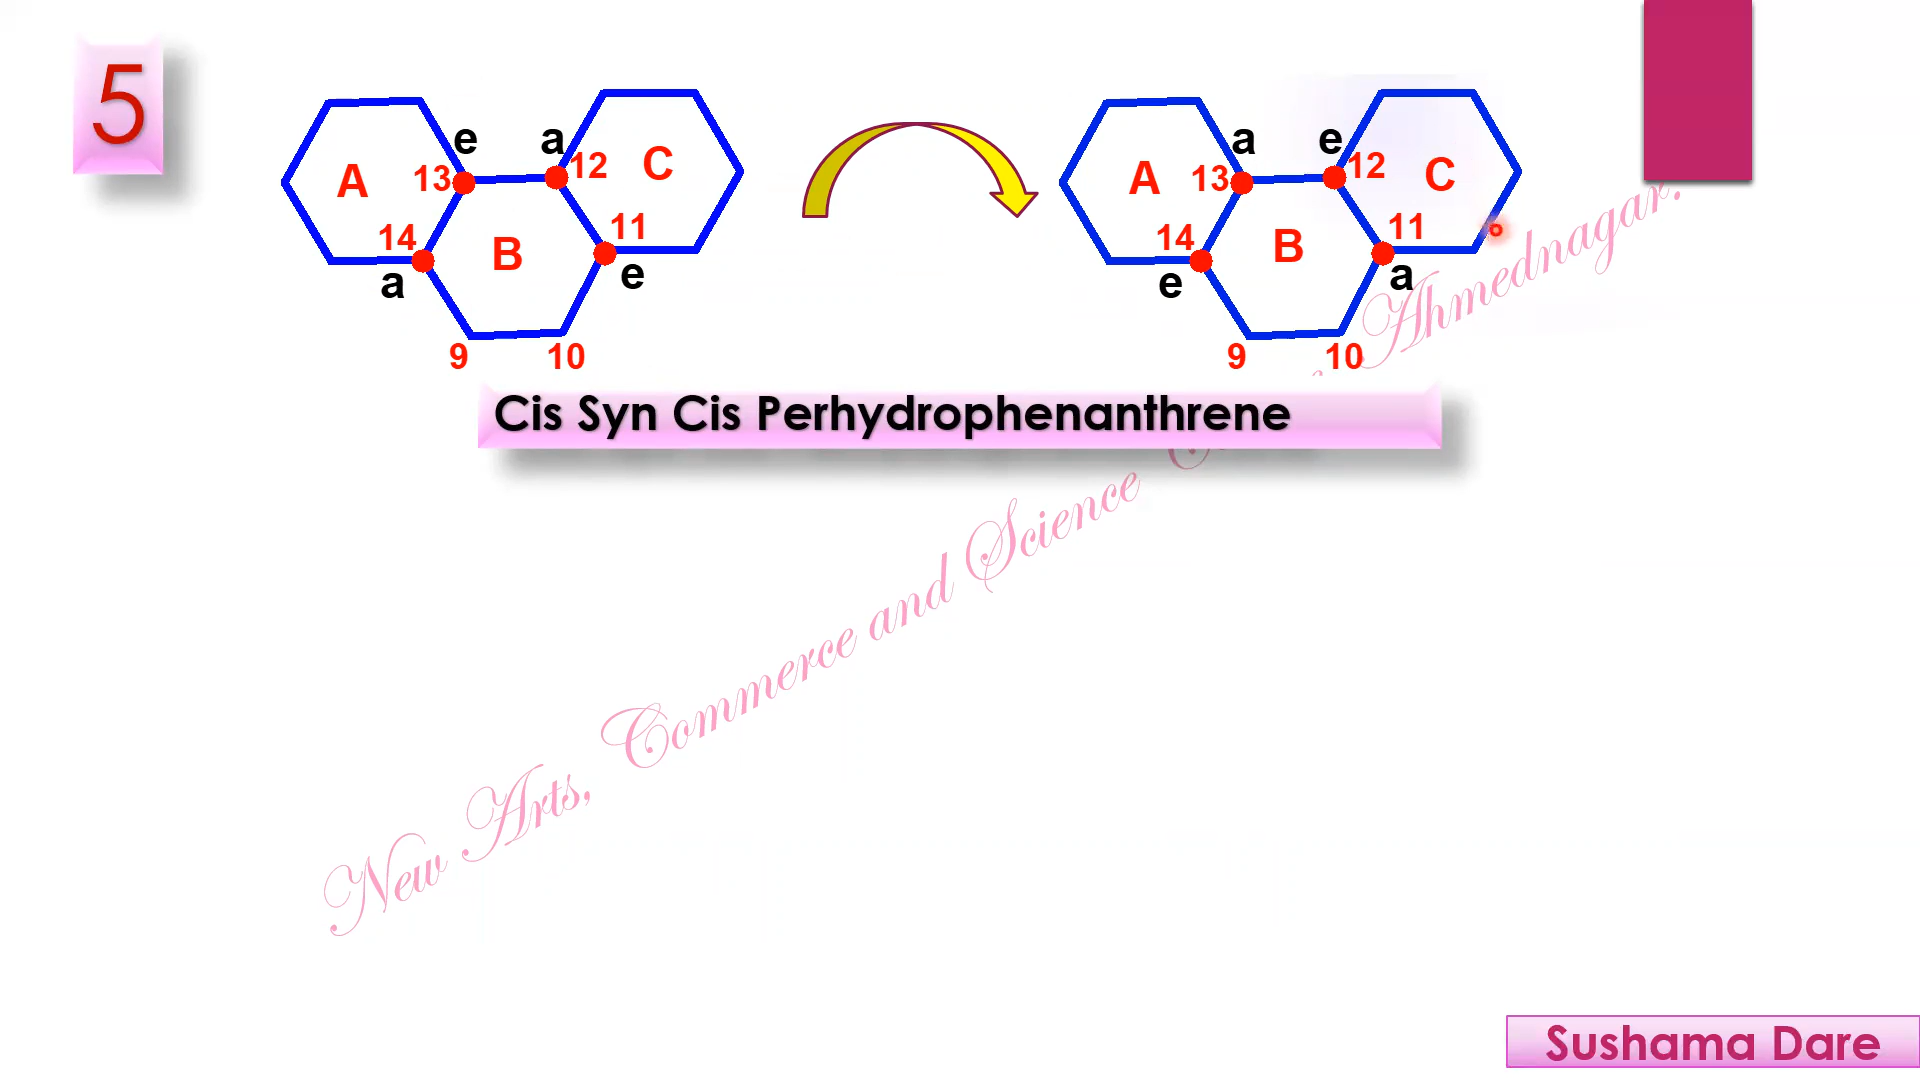 5
e a
A 13 12 C
14 B 11
a e
9 10
a e
A 13 12 C
14 B 11
e a
9 10
Cis Syn Cis Perhydrophenanthrene
New Arts, Commerce and Science Ahmednagar.
Sushama Dare